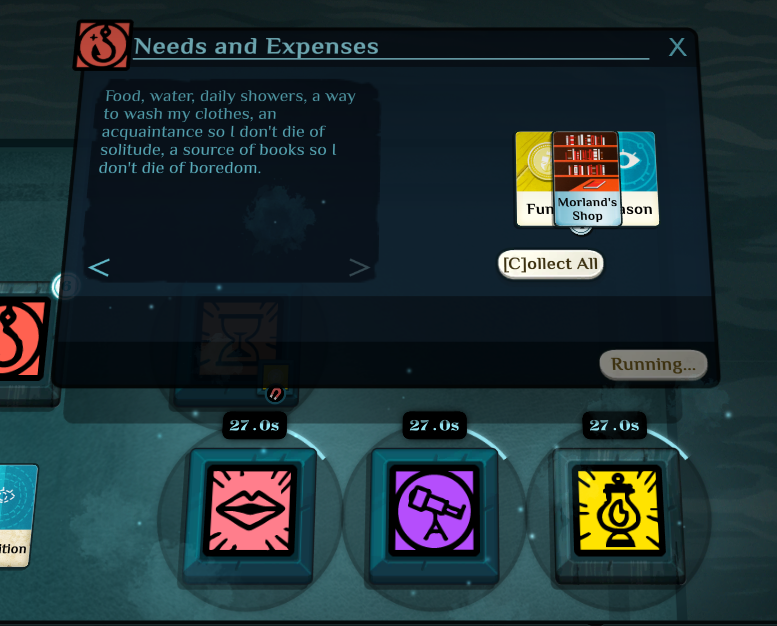 Needs and Expenses
X
Food, water, daily showers, a way
to wash my clothes, an
acquaintance so I don't die of
solitude, a source of books so I
don't die of boredom.
Fun
Morland's
Shop
ason
[C]ollect All
Running...
27.0s
27.0s
27.0s
ition